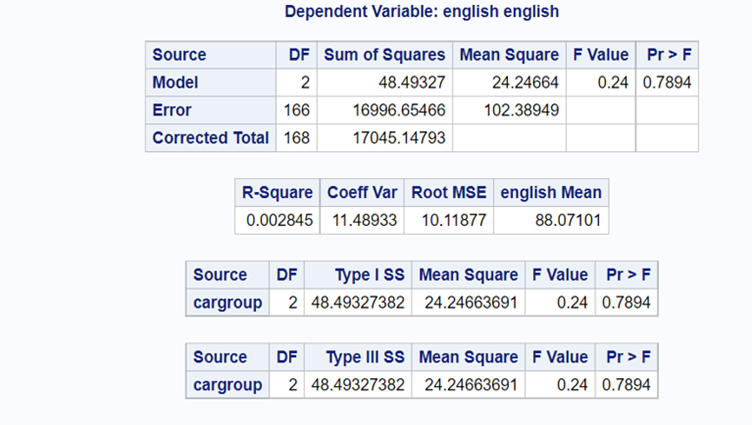 Dependent Variable: english english
Source DF Sum of Squares Mean Square F Value Pr > F
Model 2 48.49327 24.24664 0.24 0.7894
Error 166 16996.65466 102.38949
Corrected Total 168 17045.14793
R-Square Coeff Var Root MSE english Mean
0.002845 11.48933 10.11877 88.07101
Source DF Type I SS Mean Square F Value Pr > F
cargroup 2 48.49327382 24.24663691 0.24 0.7894
Source DF Type III SS Mean Square F Value Pr > F
cargroup 2 48.49327382 24.24663691 0.24 0.7894